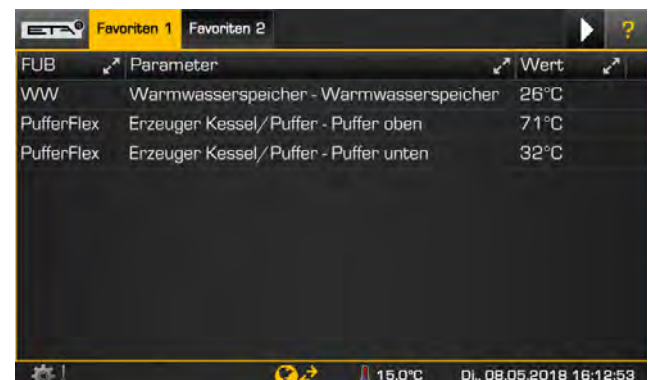 ETA Favoriten 1 Favoriten 2 ?
FUB Parameter Wert
WW Warmwasserspeicher - Warmwasserspeicher 26°C
PufferFlex Erzeuger Kessel/Puffer - Puffer oben 71°C
PufferFlex Erzeuger Kessel/Puffer - Puffer unten 32°C
15.0°C Di., 08.05.2018 16:12:53